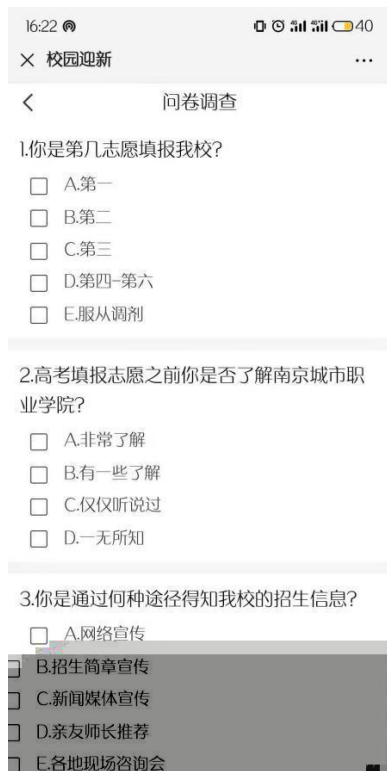 16:22
40
校园迎新
问卷调查
1.你是第几志愿填报我校?
A.第一
B.第二
C.第三
D.第四-第六
E.服从调剂
2.高考填报志愿之前你是否了解南京城市职
业学院?
A.非常了解
B.有一些了解
C.仅仅听说过
D.一无所知
3.你是通过何种途径得知我校的招生信息?
A.网络宣传
B.招生简章宣传
C.新闻媒体宣传
D.亲友师长推荐
E.各地现场咨询会